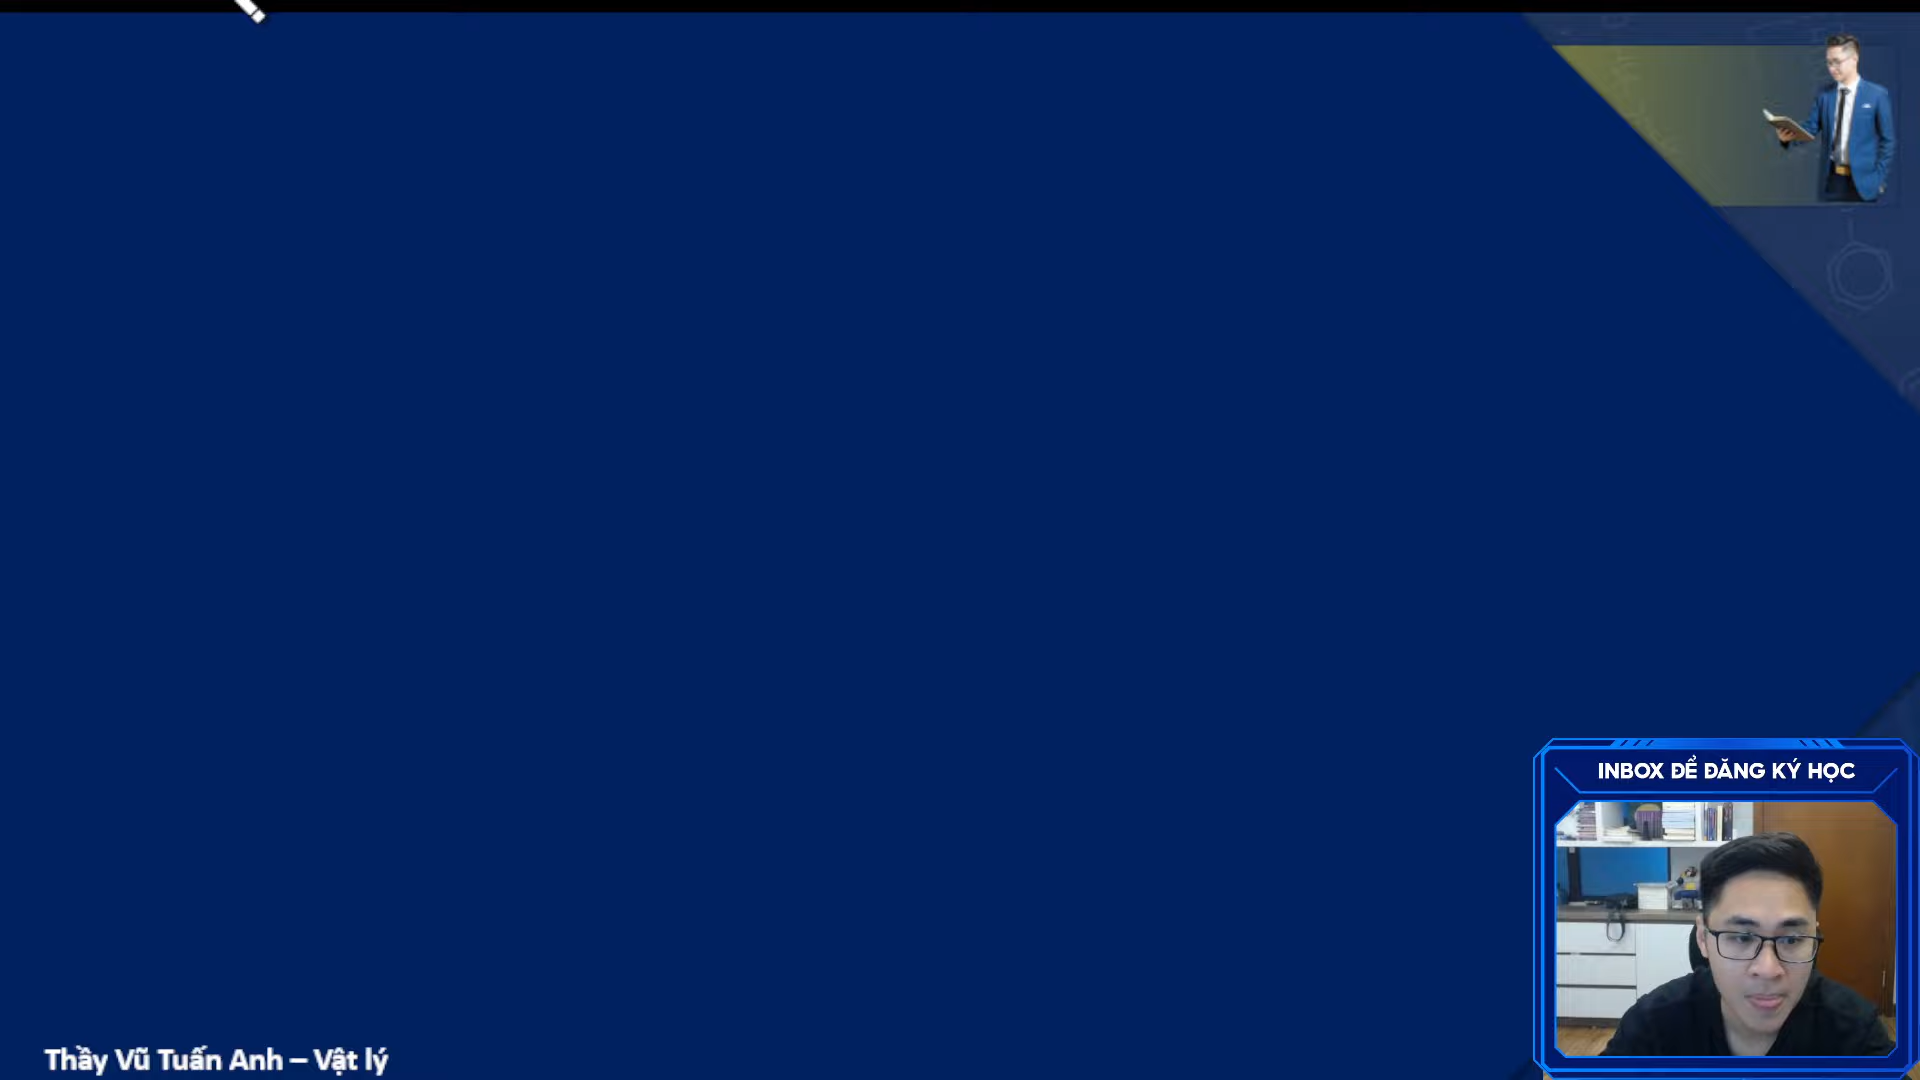 INBOX ĐỂ ĐĂNG KÝ HỌC
Thầy Vũ Tuấn Anh – Vật lý